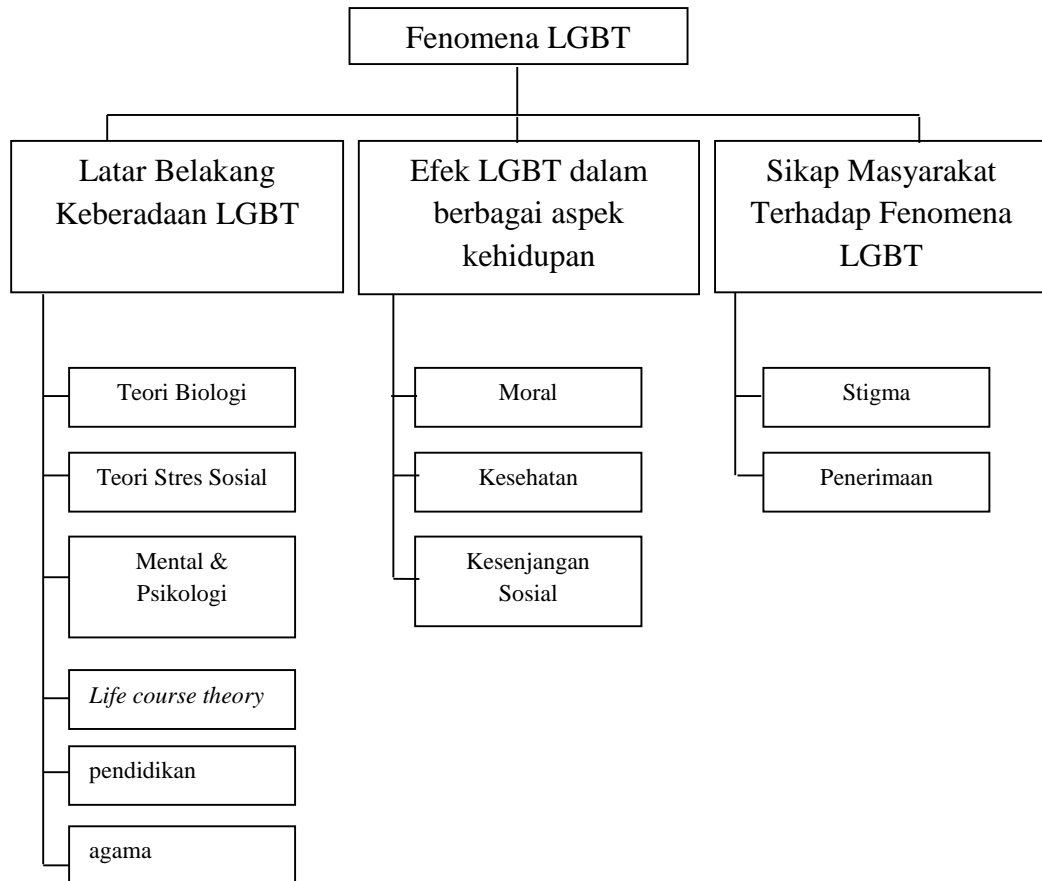 Fenomena LGBT
Latar Belakang
Keberadaan LGBT
Efek LGBT dalam
berbagai aspek
kehidupan
Sikap Masyarakat
Terhadap Fenomena
LGBT
Teori Biologi
Teori Stres Sosial
Mental &
Psikologi
Life course theory
pendidikan
agama
Moral
Kesehatan
Kesenjangan
Sosial
Stigma
Penerimaan